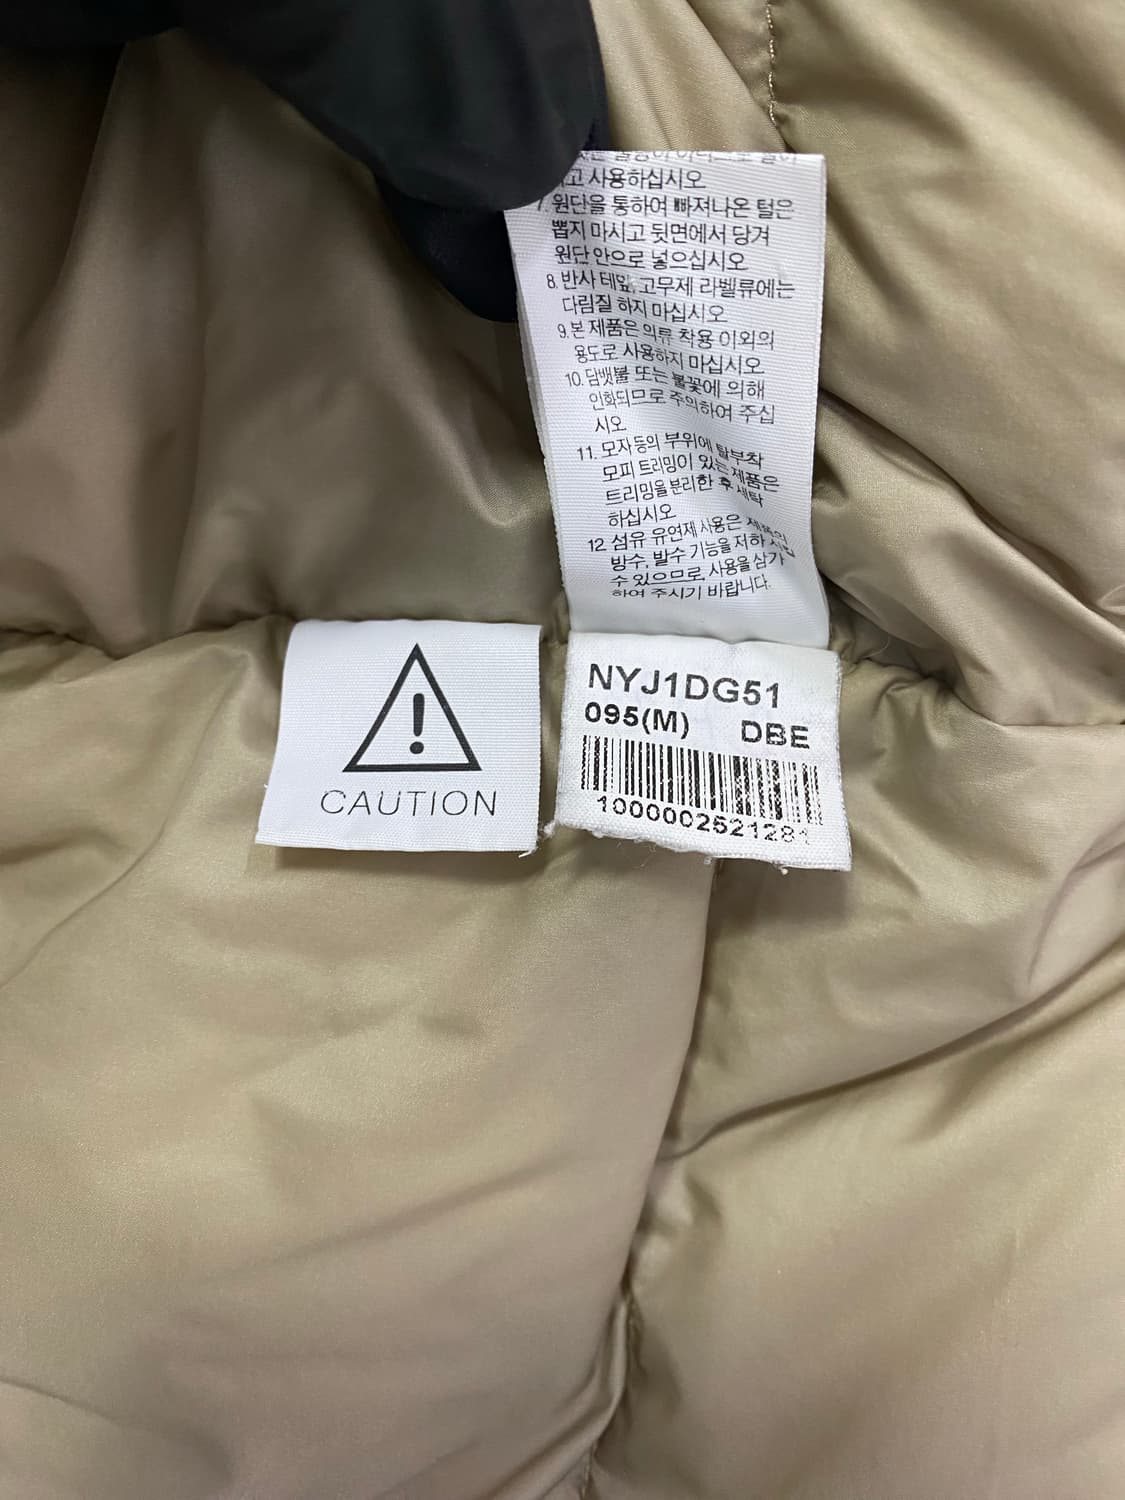 고 사용하십시오
7. 원단을 통하여 빠져나온 털은
뽑지 마시고 뒷면에서 당겨
원단 안으로 넣으십시오
8. 반사 테잎, 고무제 라벨류에는
다림질 하지 마십시오
9. 본 제품은 의류 착용 이외의
용도로 사용하지 마십시오
10. 담뱃불 또는 불꽃에 의해
인화되므로 주의하여 주십
시오
11. 모자 등의 부위에 탈부착
모피 트리밍이 있는 제품은
트리밍을 분리한 후 세탁
하십시오
12. 섬유 유연제 사용은 제품의
방수, 발수 기능을 저하 시킬
수 있으므로, 사용을 삼가
하여 주시기 바랍니다.
CAUTION
NYJ1DG51
095(M) DBE
1000002521281